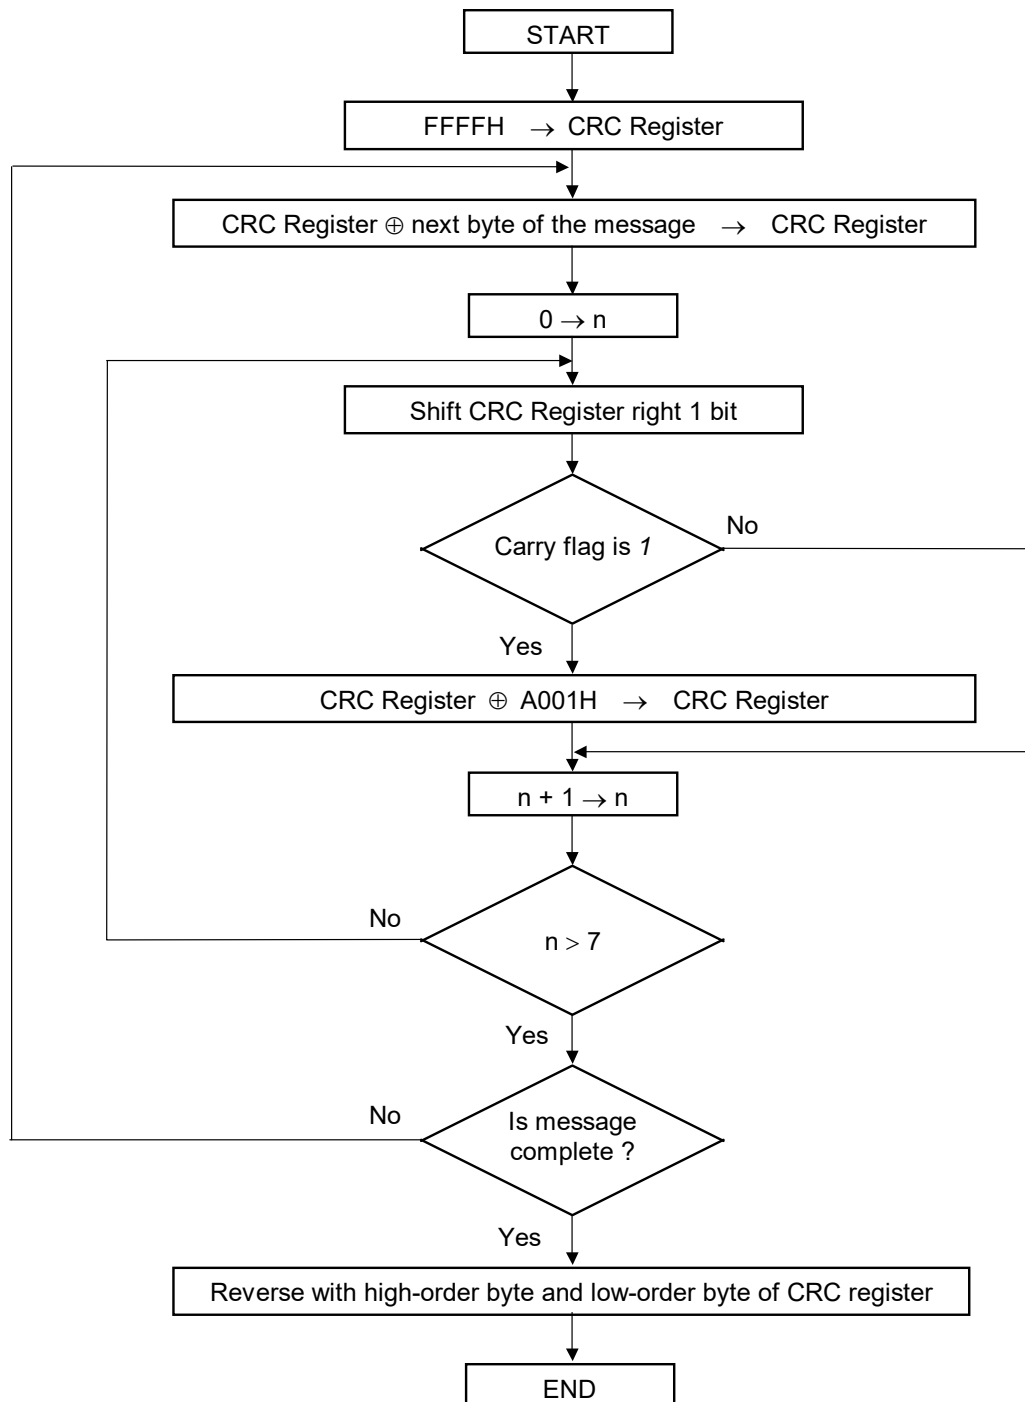 START
FFFFH → CRC Register
CRC Register ⊕ next byte of the message → CRC Register
0 → n
Shift CRC Register right 1 bit
Carry flag is 1
No
Yes
CRC Register ⊕ A001H → CRC Register
n + 1 → n
No
n > 7
Yes
No
Is message
complete ?
Yes
Reverse with high-order byte and low-order byte of CRC register
END